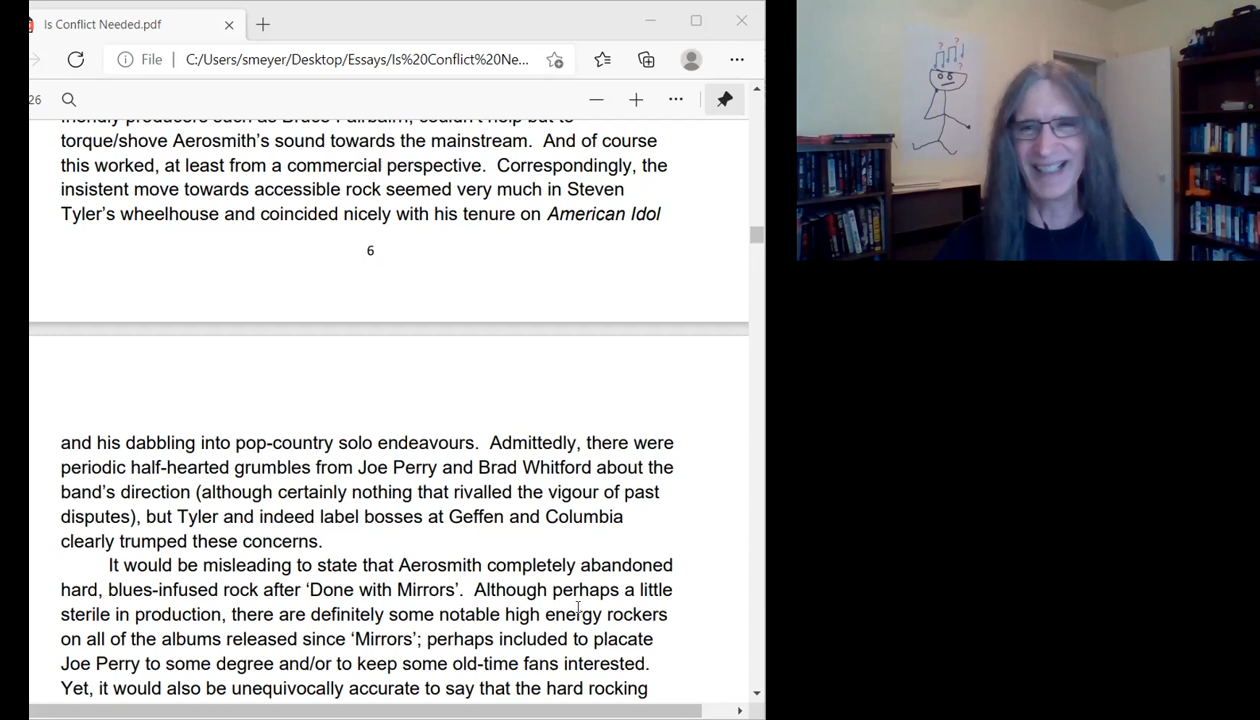 Is Conflict Needed.pdf
File
C:/Users/smeyer/Desktop/Essays/Is%20Conflict%20Ne...
26
torque/shove Aerosmith's sound towards the mainstream. And of course
this worked, at least from a commercial perspective. Correspondingly, the
insistent move towards accessible rock seemed very much in Steven
Tyler's wheelhouse and coincided nicely with his tenure on American Idol
6
and his dabbling into pop-country solo endeavours. Admittedly, there were
periodic half-hearted grumbles from Joe Perry and Brad Whitford about the
band's direction (although certainly nothing that rivalled the vigour of past
disputes), but Tyler and indeed label bosses at Geffen and Columbia
clearly trumped these concerns.
It would be misleading to state that Aerosmith completely abandoned
hard, blues-infused rock after 'Done with Mirrors'. Although perhaps a little
sterile in production, there are definitely some notable high energy rockers
on all of the albums released since 'Mirrors'; perhaps included to placate
Joe Perry to some degree and/or to keep some old-time fans interested.
Yet, it would also be unequivocally accurate to say that the hard rocking